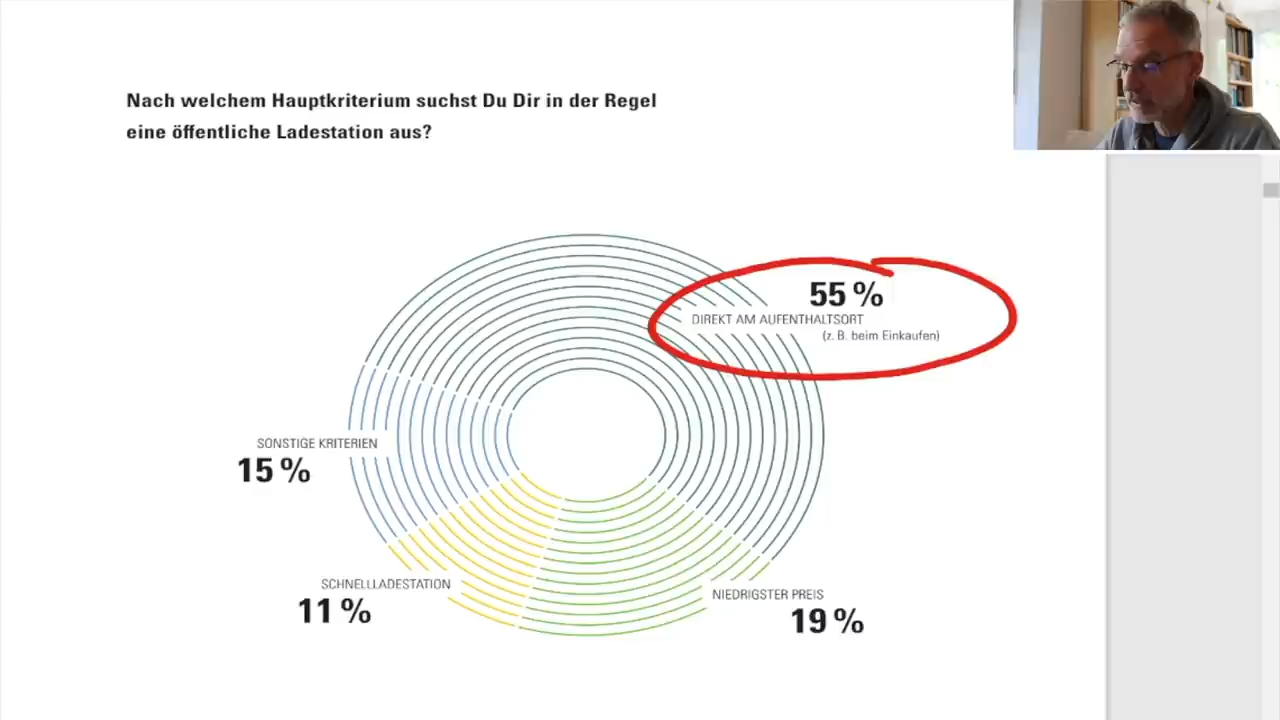 Nach welchem Hauptkriterium suchst Du Dir in der Regel
eine öffentliche Ladestation aus?
55 %
DIREKT AM AUFENTHALTSORT
(z. B. beim Einkaufen)
SONSTIGE KRITERIEN
15 %
SCHNELLLADESTATION
11 %
NIEDRIGSTER PREIS
19 %